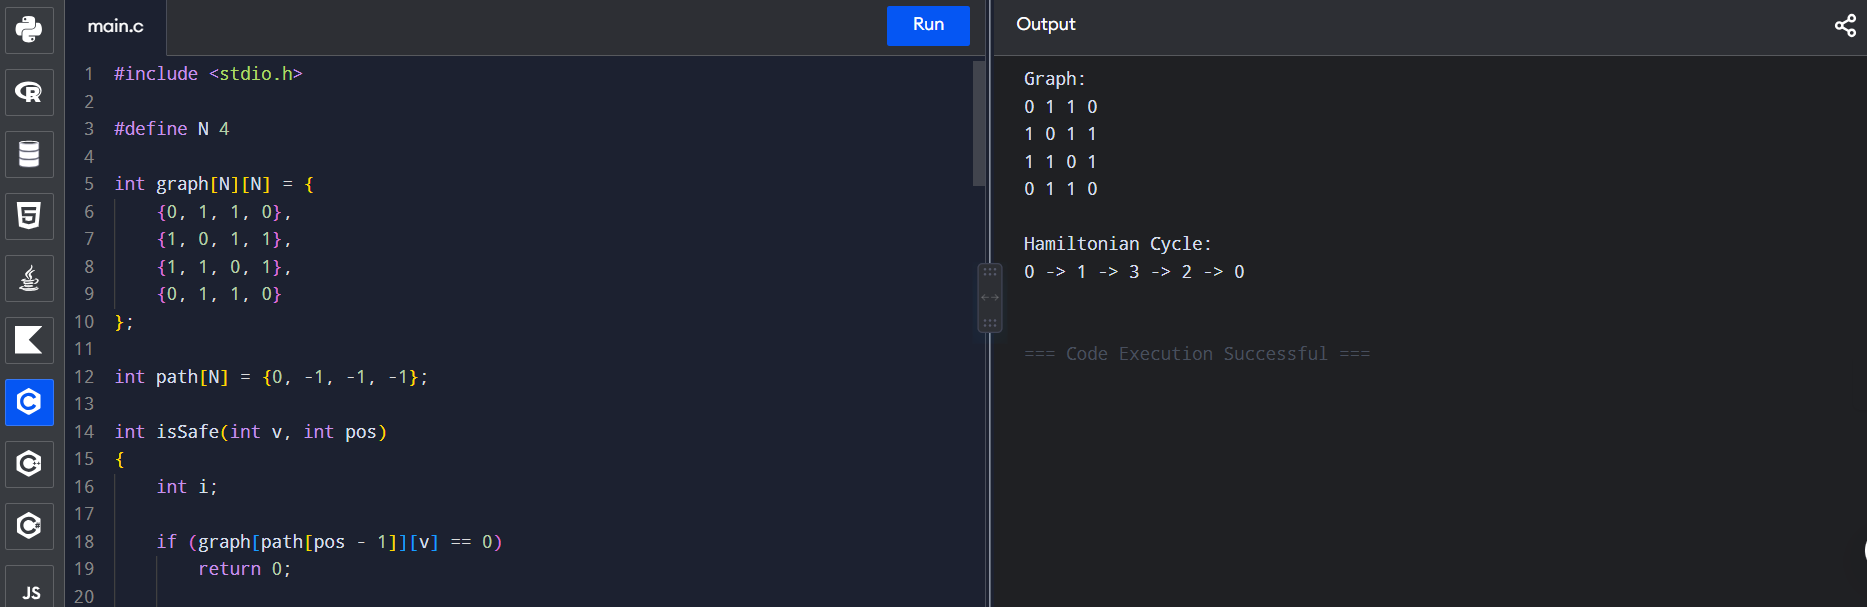 main.c
Run
1 #include <stdio.h>
2
3 #define N 4
4
5 int graph[N][N] = {
6     {0, 1, 1, 0},
7     {1, 0, 1, 1},
8     {1, 1, 0, 1},
9     {0, 1, 1, 0}
10 };
11
12 int path[N] = {0, -1, -1, -1};
13
14 int isSafe(int v, int pos)
15 {
16     int i;
17
18     if (graph[path[pos - 1]][v] == 0)
19         return 0;
20
JS
Output
Graph:
0 1 1 0
1 0 1 1
1 1 0 1
0 1 1 0
Hamiltonian Cycle:
0 -> 1 -> 3 -> 2 -> 0
=== Code Execution Successful ===